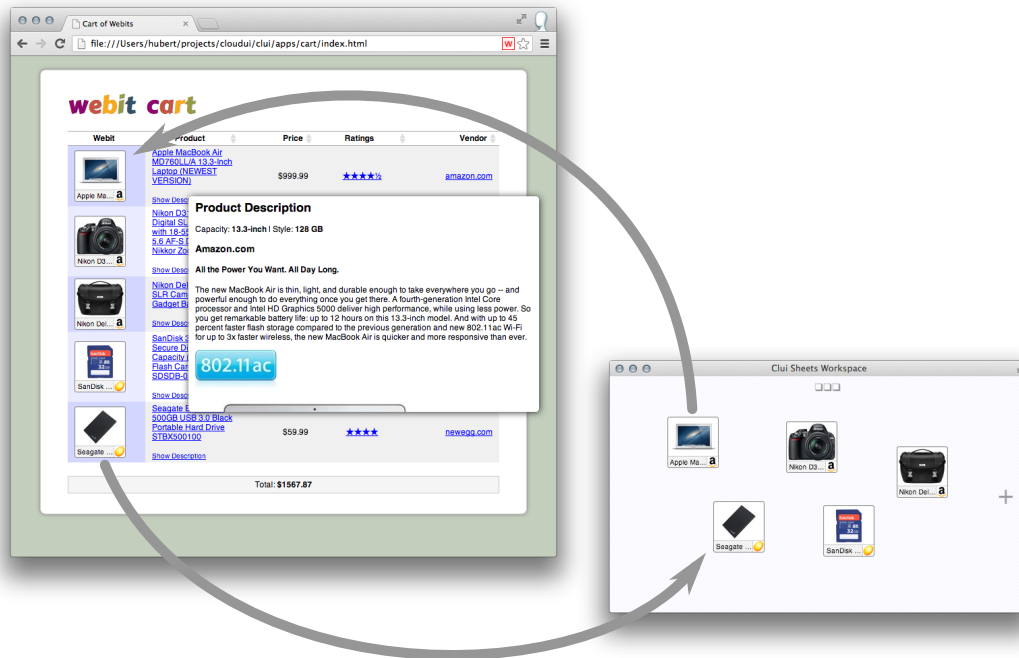 Cart of Webits
file:///Users/hubert/projects/cloudui/clui/apps/cart/index.html
W
webit cart
Webit Product Price Ratings Vendor
Apple MacBook Air
MD760LL/A 13.3-Inch
Laptop (NEWEST
VERSION)
Show Desc
Apple Ma... a
$999.99
★★★★½
amazon.com
Nikon D3
Digital SL
with 18-55
5.6 AF-S D
Nikkor Zoo
Show Desc
Nikon D3... a
Nikon Del
SLR Cam
Gadget Ba
Show Desc
Nikon Del... a
SanDisk 3
Secure Di
Capacity (
Flash Car
SDSDB-0
Show Desc
SanDisk ...
Seagate E
500GB USB 3.0 Black
Portable Hard Drive
STBX500100
Show Description
Seagate ...
$59.99
★★★★
newegg.com
Total: $1567.87
Product Description
Capacity: 13.3-inch | Style: 128 GB
Amazon.com
All the Power You Want. All Day Long.
The new MacBook Air is thin, light, and durable enough to take everywhere you go -- and
powerful enough to do everything once you get there. A fourth-generation Intel Core
processor and Intel HD Graphics 5000 deliver high performance, while using less power. So
you get remarkable battery life: up to 12 hours on this 13.3-inch model. And with up to 45
percent faster flash storage compared to the previous generation and new 802.11ac Wi-Fi
for up to 3x faster wireless, the new MacBook Air is quicker and more responsive than ever.
802.11 ac
Clui Sheets Workspace
Apple Ma... a
Nikon D3... a
Nikon Del... a
Seagate ...
SanDisk ...